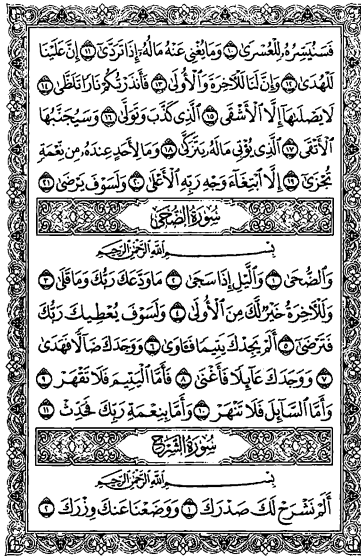 فَسَنُيَسِّرُهُۥ لِلْعُسْرَىٰ ١٠ وَمَا يُغْنِى عَنْهُ مَالُهُۥٓ إِذَا تَرَدَّىٰٓ ١١ إِنَّ عَلَيْنَا
لَلْهُدَىٰ ١٢ وَإِنَّ لَنَا لَلْءَاخِرَةَ وَٱلْأُولَىٰ ١٣ فَأَنذَرْتُكُمْ نَارًا تَلَظَّىٰ ١٤
لَا يَصْلَىٰهَآ إِلَّا ٱلْأَشْقَى ١٥ ٱلَّذِى كَذَّبَ وَتَوَلَّىٰ ١٦ وَسَيُجَنَّبُهَا
ٱلْأَتْقَى ١٧ ٱلَّذِى يُؤْتِى مَالَهُۥ يَتَزَكَّىٰ ١٨ وَمَا لِأَحَدٍ عِندَهُۥ مِن نِّعْمَةٍ
تُجْزَىٰٓ ١٩ إِلَّا ٱبْتِغَآءَ وَجْهِ رَبِّهِ ٱلْأَعْلَىٰ ٢٠ وَلَسَوْفَ يَرْضَىٰ ٢١
سُورَةُ الضُّحَىٰ
بِسْمِ ٱللَّهِ ٱلرَّحْمَٰنِ ٱلرَّحِيمِ
وَٱلضُّحَىٰ ١ وَٱلَّيْلِ إِذَا سَجَىٰ ٢ مَا وَدَّعَكَ رَبُّكَ وَمَا قَلَىٰ ٣
وَلَلْءَاخِرَةُ خَيْرٌ لَّكَ مِنَ ٱلْأُولَىٰ ٤ وَلَسَوْفَ يُعْطِيكَ رَبُّكَ
فَتَرْضَىٰٓ ٥ أَلَمْ يَجِدْكَ يَتِيمًا فَـَٔاوَىٰ ٦ وَوَجَدَكَ ضَآلًّا فَهَدَىٰ
٧ وَوَجَدَكَ عَآئِلًا فَأَغْنَىٰ ٨ فَأَمَّا ٱلْيَتِيمَ فَلَا تَقْهَرْ ٩
وَأَمَّا ٱلسَّآئِلَ فَلَا تَنْهَرْ ١٠ وَأَمَّا بِنِعْمَةِ رَبِّكَ فَحَدِّثْ ١١
سُورَةُ الشَّرْحِ
بِسْمِ ٱللَّهِ ٱلرَّحْمَٰنِ ٱلرَّحِيمِ
أَلَمْ نَشْرَحْ لَكَ صَدْرَكَ ١ وَوَضَعْنَا عَنكَ وِزْرَكَ ٢